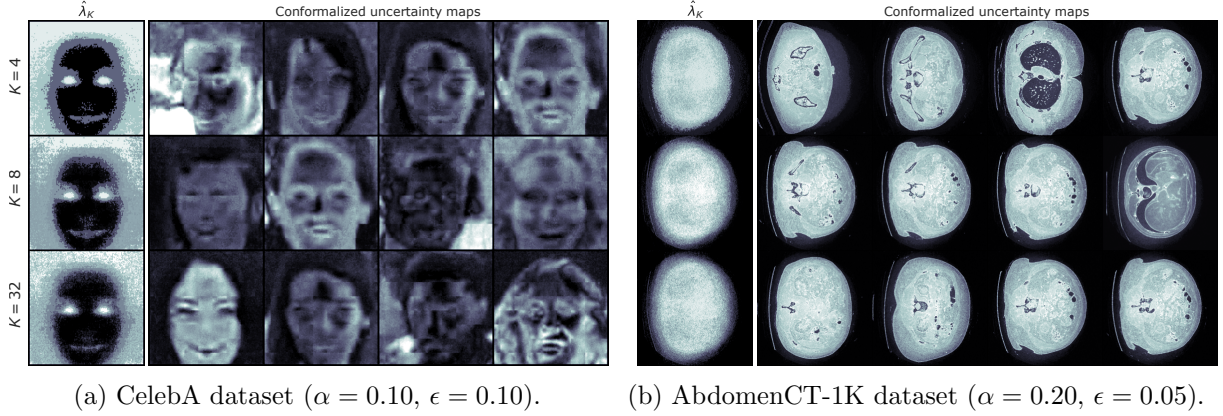 λ̂_K Conformalized uncertainty maps
K = 4
K = 8
K = 32
(a) CelebA dataset (α = 0.10, ϵ = 0.10).
λ̂_K Conformalized uncertainty maps
(b) AbdomenCT-1K dataset (α = 0.20, ϵ = 0.05).